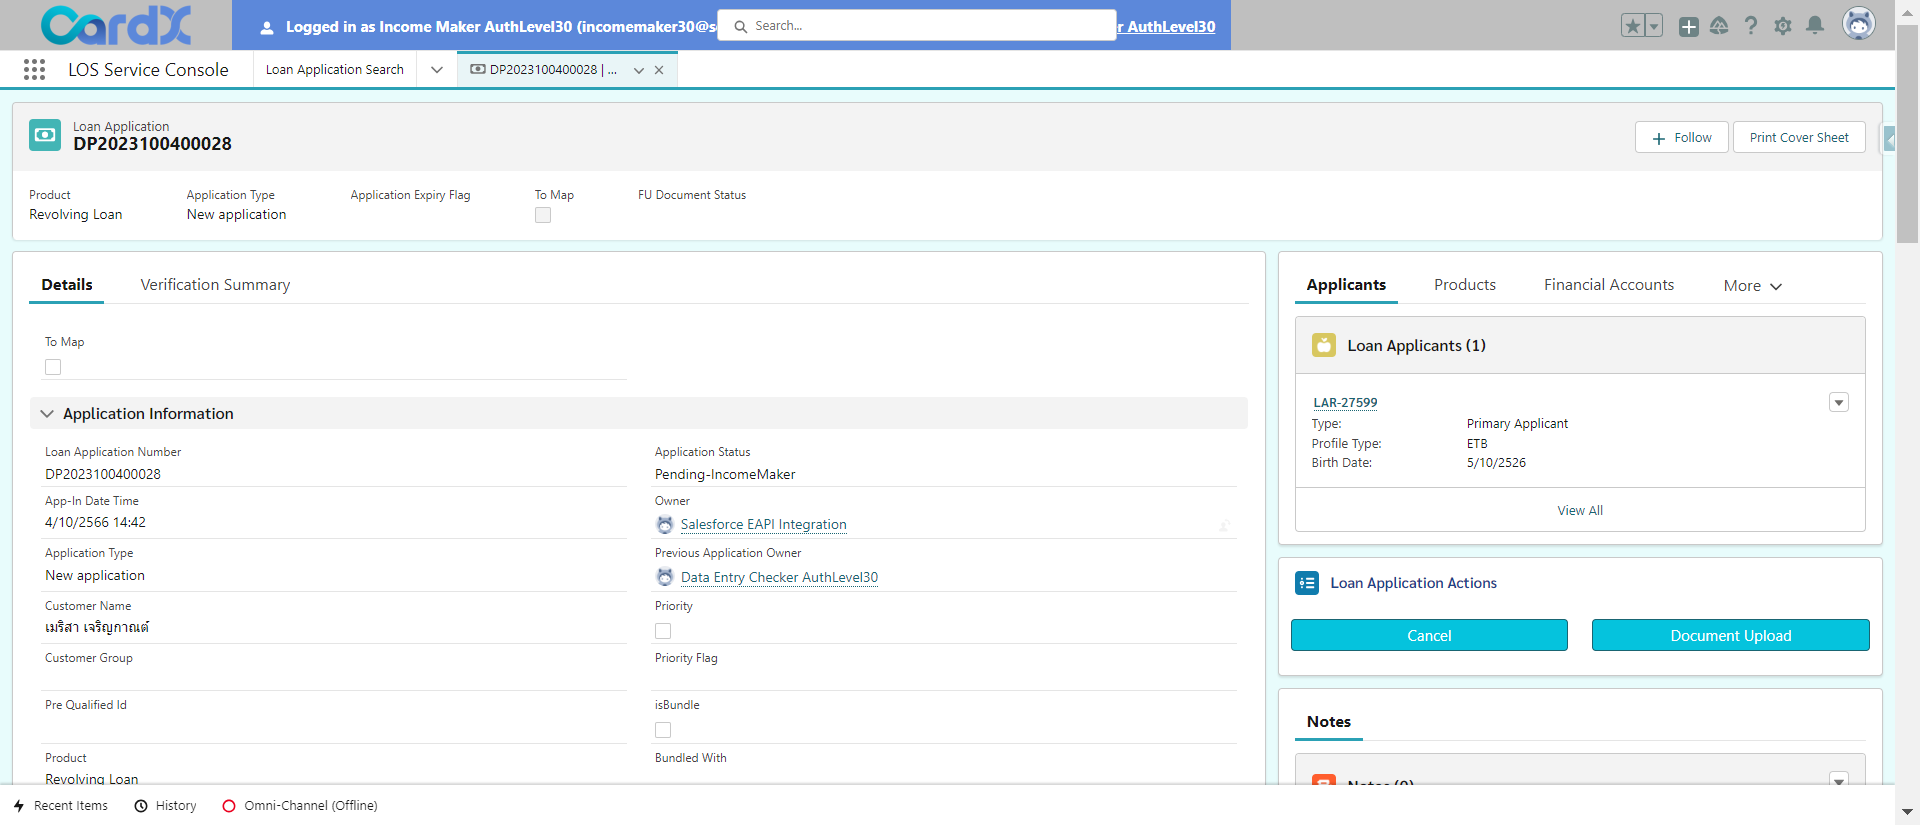 CardX
Logged in as Income Maker AuthLevel30 (incomemaker30@s
Search...
r AuthLevel30
LOS Service Console
Loan Application Search
DP2023100400028 | ...
Loan Application
DP2023100400028
Follow
Print Cover Sheet
Product
Application Type
Application Expiry Flag
To Map
FU Document Status
Revolving Loan
New application
Details
Verification Summary
To Map
Application Information
Loan Application Number
DP2023100400028
Application Status
Pending-IncomeMaker
App-In Date Time
4/10/2566 14:42
Owner
Salesforce EAPI Integration
Application Type
New application
Previous Application Owner
Data Entry Checker AuthLevel30
Customer Name
เมริสา เจริญกาณต์
Priority
Customer Group
Priority Flag
Pre Qualified Id
isBundle
Product
Revolving Loan
Bundled With
Applicants
Products
Financial Accounts
More
Loan Applicants (1)
LAR-27599
Type:
Primary Applicant
Profile Type:
ETB
Birth Date:
5/10/2526
View All
Loan Application Actions
Cancel
Document Upload
Notes
Notes (0)
Recent Items
History
Omni-Channel (Offline)